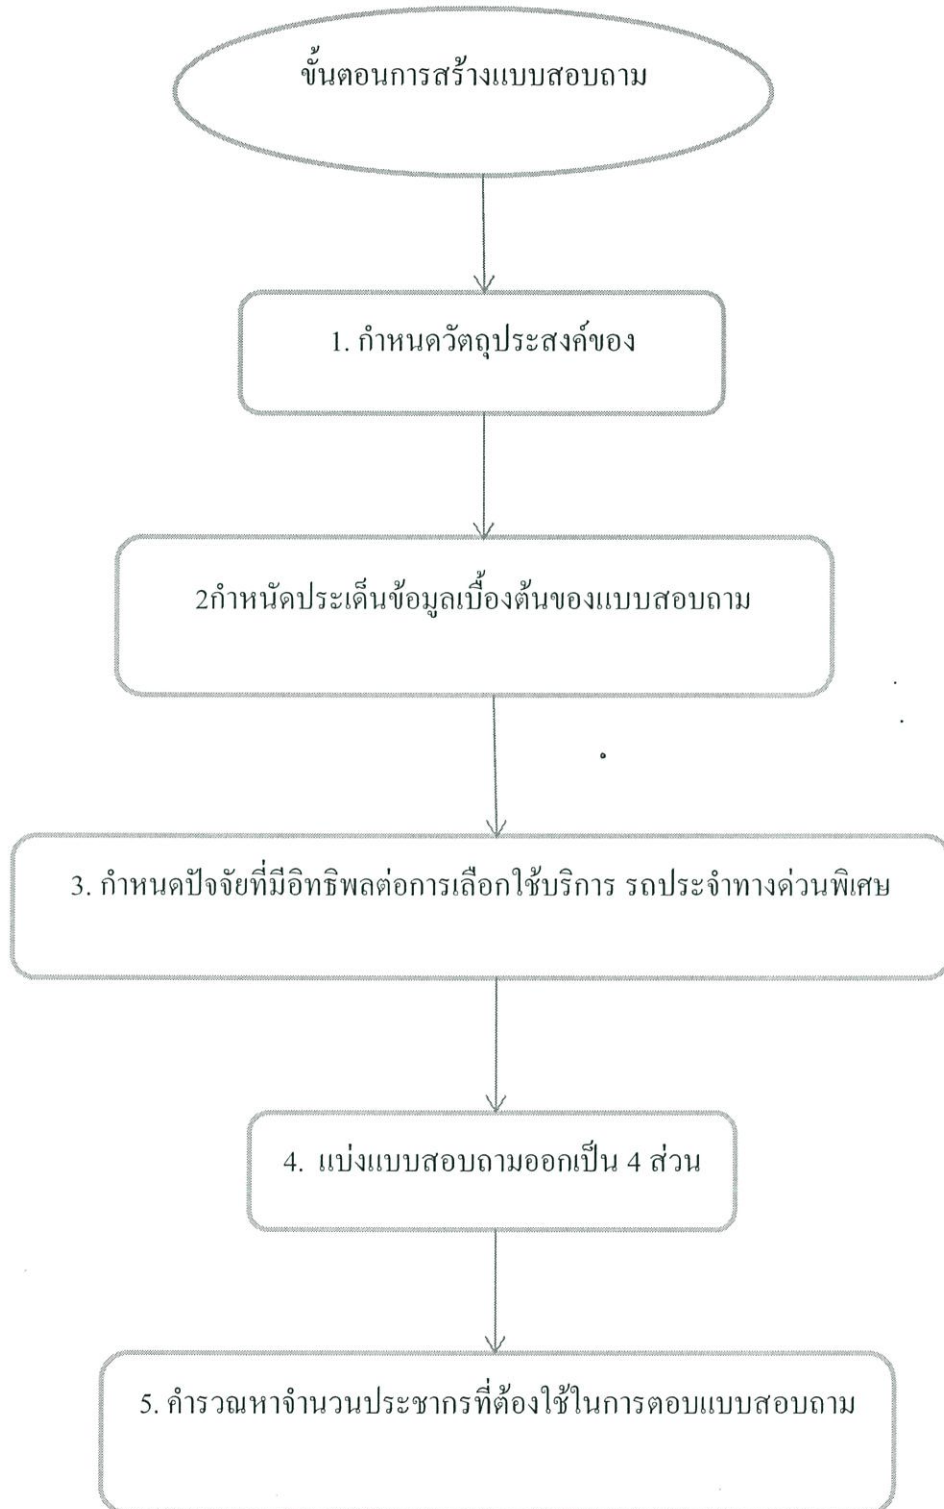 ขั้นตอนการสร้างแบบสอบถาม
1. กำหนดวัตถุประสงค์ของ
2กำหนัดประเด็นข้อมูลเบื้องต้นของแบบสอบถาม
3. กำหนดปัจจัยที่มีอิทธิพลต่อการเลือกใช้บริการ รถประจำทางด่วนพิเศษ
4. แบ่งแบบสอบถามออกเป็น 4 ส่วน
5. คำรวณหาจำนวนประชากรที่ต้องใช้ในการตอบแบบสอบถาม